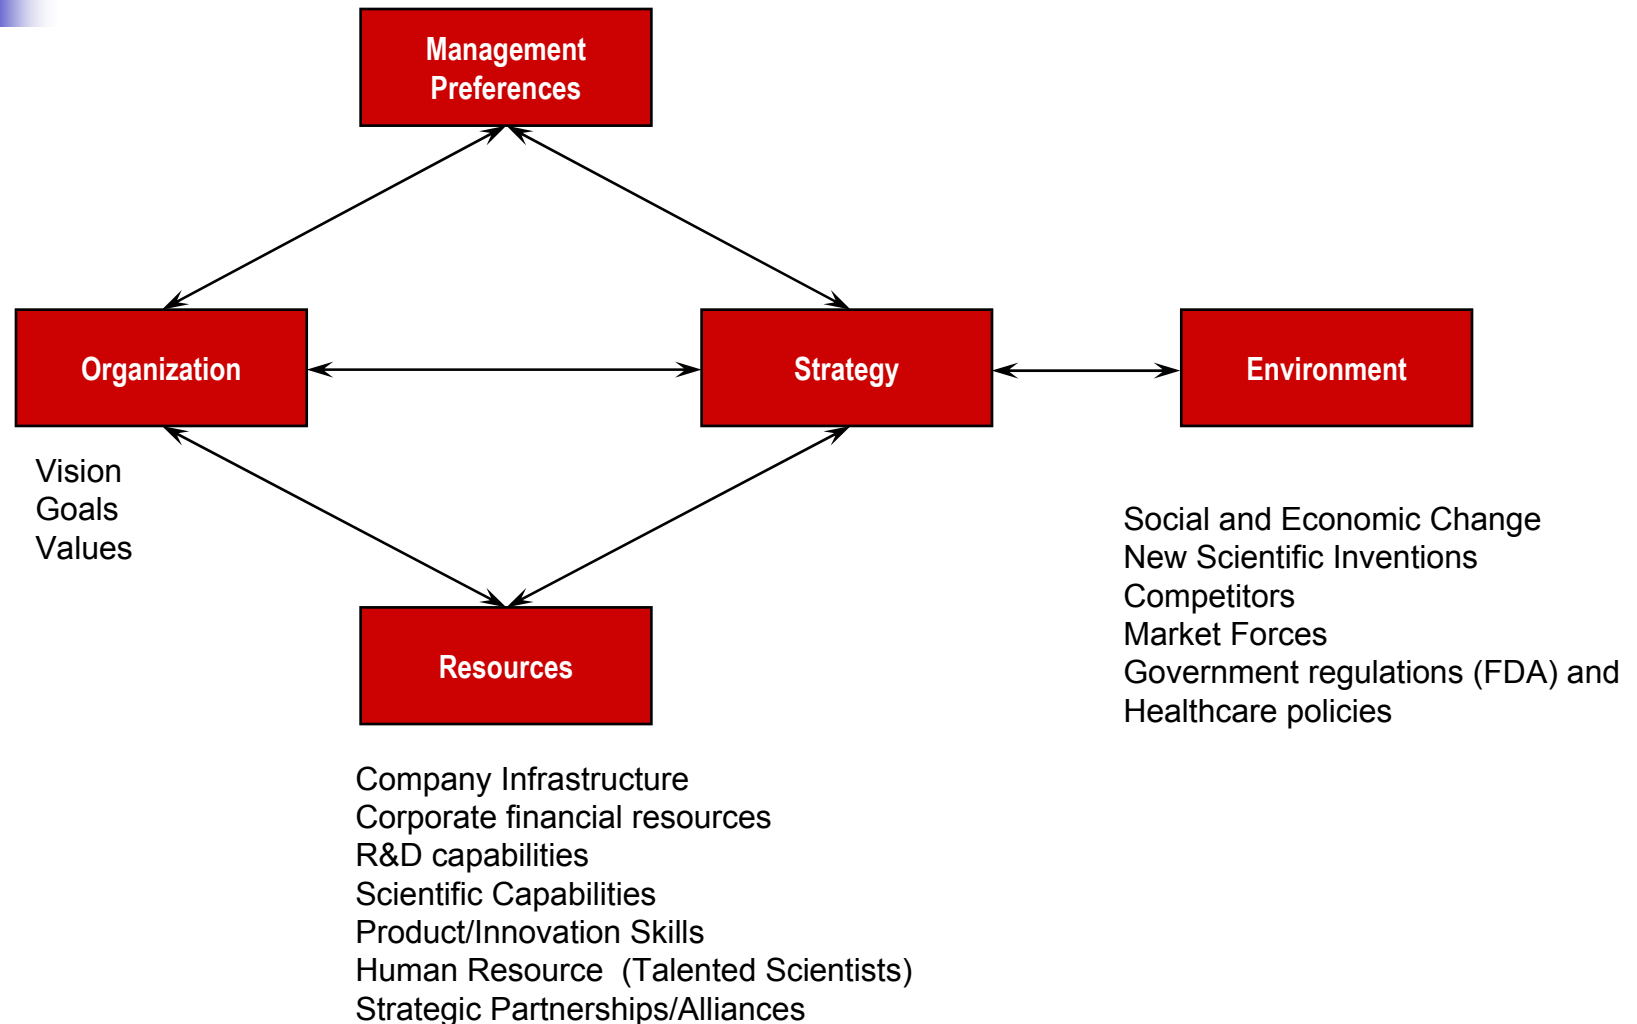 Management
Preferences
Organization
Strategy
Environment
Vision
Goals
Values
Social and Economic Change
New Scientific Inventions
Competitors
Market Forces
Government regulations (FDA) and
Healthcare policies
Resources
Company Infrastructure
Corporate financial resources
R&D capabilities
Scientific Capabilities
Product/Innovation Skills
Human Resource  (Talented Scientists)
Strategic Partnerships/Alliances